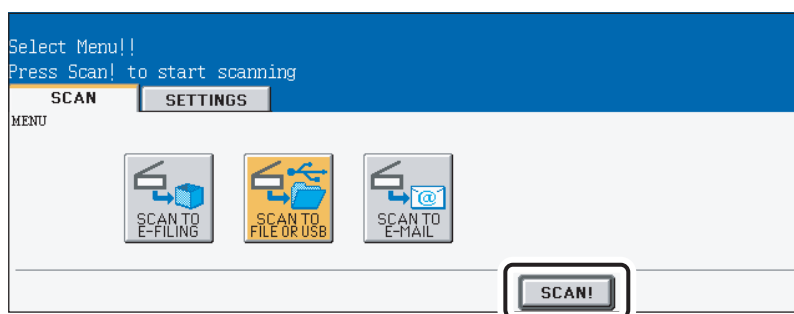 Select Menu!!
Press Scan! to start scanning
SCAN
SETTINGS
MENU
SCAN TO
E-FILING
SCAN TO
FILE OR USB
SCAN TO
E-MAIL
@
SCAN!